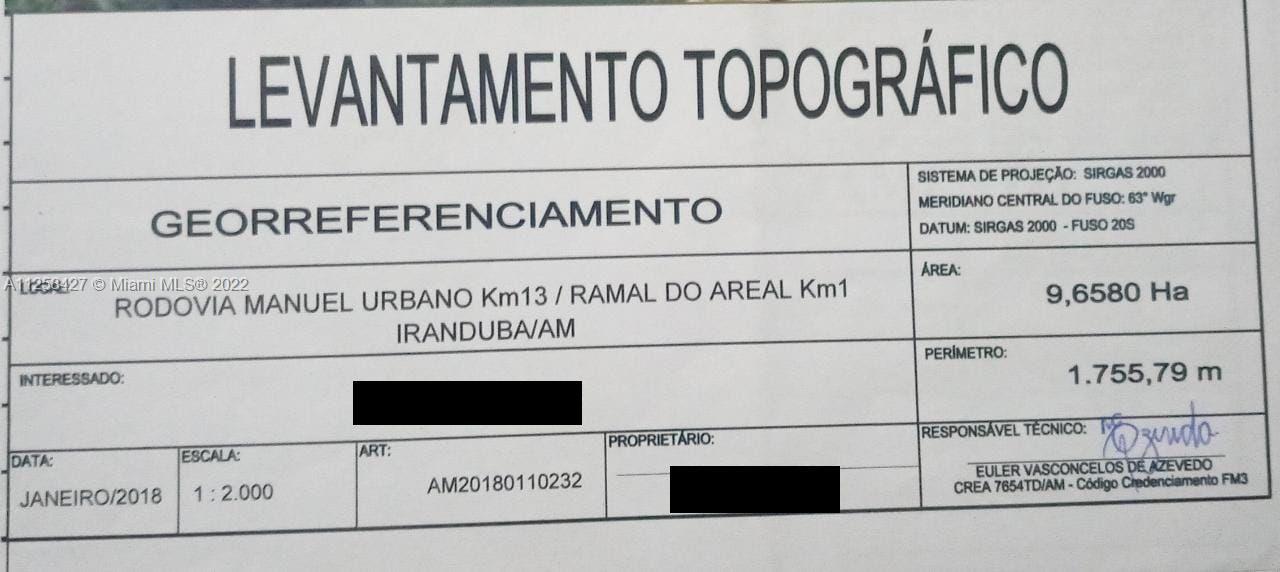 LEVANTAMENTO TOPOGRÁFICO
GEORREFERENCIAMENTO
SISTEMA DE PROJEÇÃO: SIRGAS 2000
MERIDIANO CENTRAL DO FUSO: 63° Wgr
DATUM: SIRGAS 2000 - FUSO 20S
A11256427 © Miami MLS® 2022
RODOVIA MANUEL URBANO Km13 / RAMAL DO AREAL Km1
IRANDUBA/AM
ÁREA:
9,6580 Ha
PERÍMETRO:
1.755,79 m
INTERESSADO:
DATA:
JANEIRO/2018
ESCALA:
1 : 2.000
ART:
AM20180110232
PROPRIETÁRIO:
RESPONSÁVEL TÉCNICO:
EULER VASCONCELOS DE AZEVEDO
CREA 7654TD/AM - Código Credenciamento FM3